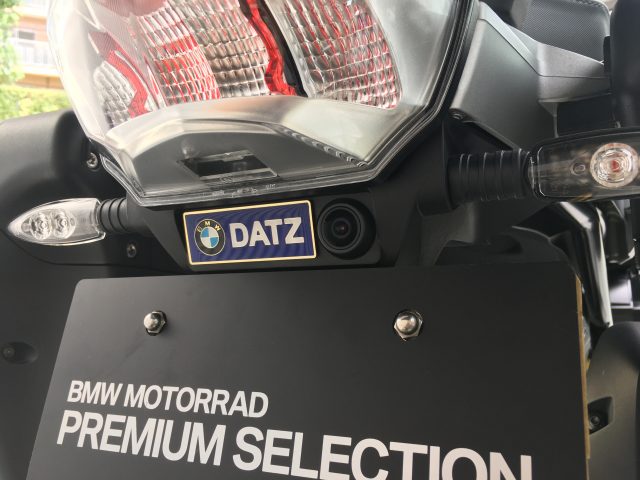 BMW
DATZ
BMW MOTORRAD
PREMIUM SELECTION